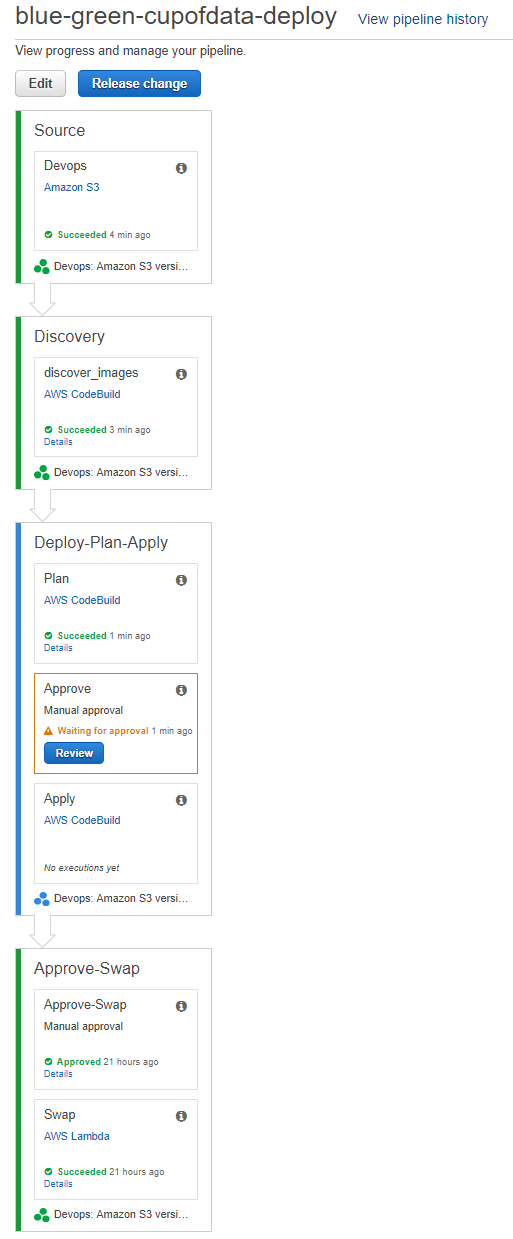 blue-green-cupofdata-deploy View pipeline history
View progress and manage your pipeline.
Edit Release change
Source
Devops
Amazon S3
Succeeded 4 min ago
Devops: Amazon S3 versi...
Discovery
discover_images
AWS CodeBuild
Succeeded 3 min ago
Details
Devops: Amazon S3 versi...
Deploy-Plan-Apply
Plan
AWS CodeBuild
Succeeded 1 min ago
Details
Approve
Manual approval
Waiting for approval 1 min ago
Review
Apply
AWS CodeBuild
No executions yet
Devops: Amazon S3 versi...
Approve-Swap
Approve-Swap
Manual approval
Approved 21 hours ago
Details
Swap
AWS Lambda
Succeeded 21 hours ago
Details
Devops: Amazon S3 versi...